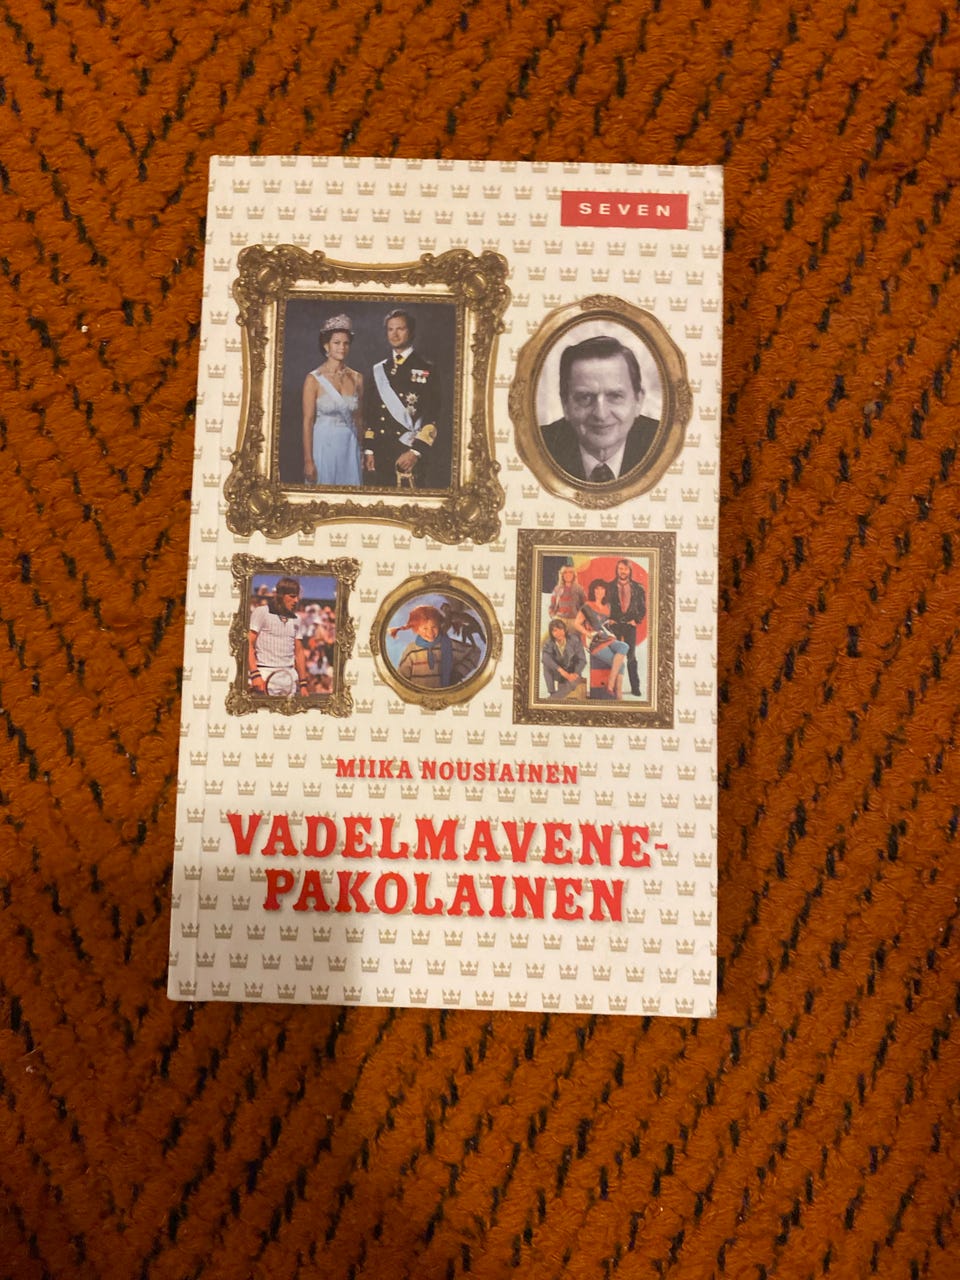 SEVEN
MIIKA NOUSIAINEN
VADELMAVENE-
PAKOLAINEN